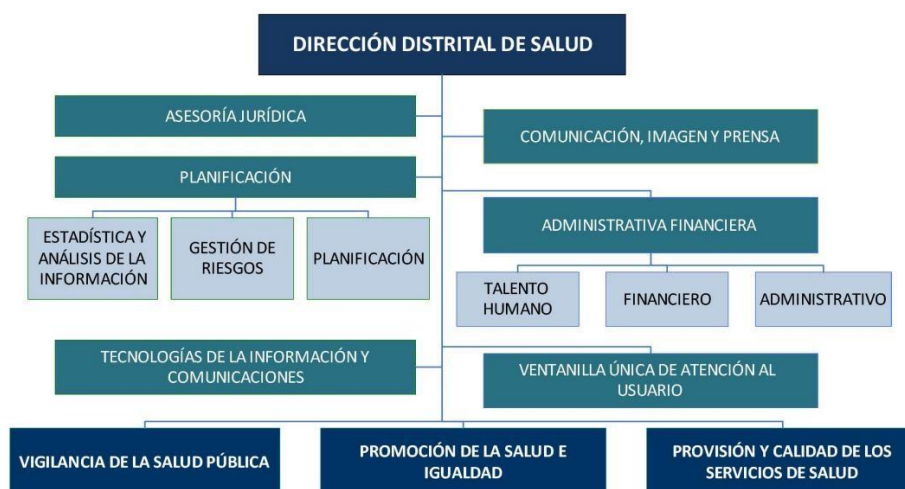 DIRECCIÓN DISTRITAL DE SALUD
ASESORÍA JURÍDICA
COMUNICACIÓN, IMAGEN Y PRENSA
PLANIFICACIÓN
ESTADÍSTICA Y
ANÁLISIS DE LA
INFORMACIÓN
GESTIÓN DE
RIESGOS
PLANIFICACIÓN
ADMINISTRATIVA FINANCIERA
TALENTO
HUMANO
FINANCIERO
ADMINISTRATIVO
TECNOLOGÍAS DE LA INFORMACIÓN Y
COMUNICACIONES
VENTANILLA ÚNICA DE ATENCIÓN AL
USUARIO
VIGILANCIA DE LA SALUD PÚBLICA
PROMOCIÓN DE LA SALUD E
IGUALDAD
PROVISIÓN Y CALIDAD DE LOS
SERVICIOS DE SALUD